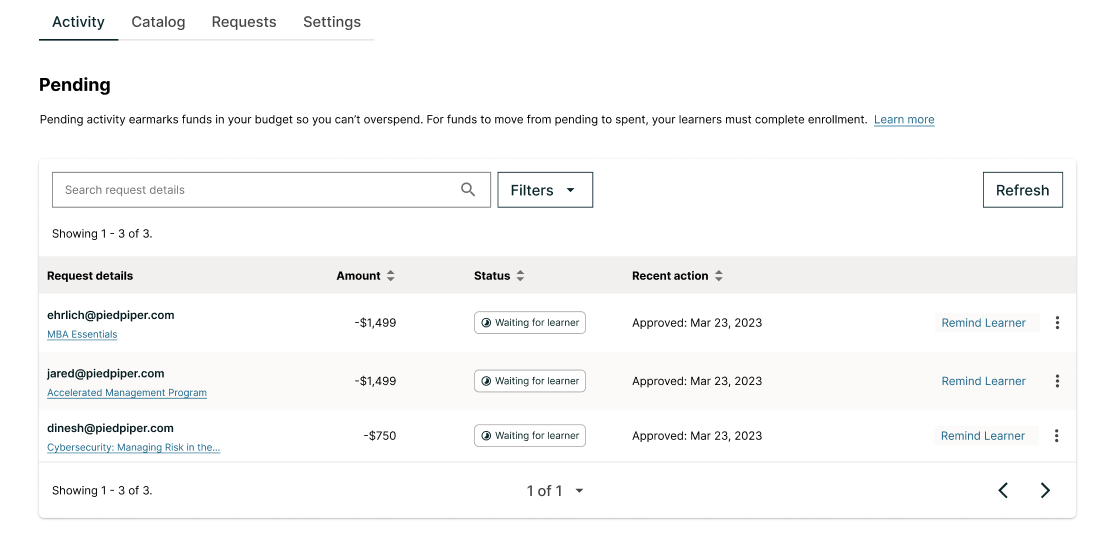 Activity Catalog Requests Settings
Pending
Pending activity earmarks funds in your budget so you can’t overspend. For funds to move from pending to spent, your learners must complete enrollment. Learn more
Search request details
Filters
Refresh
Showing 1 - 3 of 3.
Request details Amount Status Recent action
ehrlich@piedpiper.com
MBA Essentials
-$1,499 Waiting for learner Approved: Mar 23, 2023 Remind Learner
jared@piedpiper.com
Accelerated Management Program
-$1,499 Waiting for learner Approved: Mar 23, 2023 Remind Learner
dinesh@piedpiper.com
Cybersecurity: Managing Risk in the...
-$750 Waiting for learner Approved: Mar 23, 2023 Remind Learner
Showing 1 - 3 of 3.
1 of 1